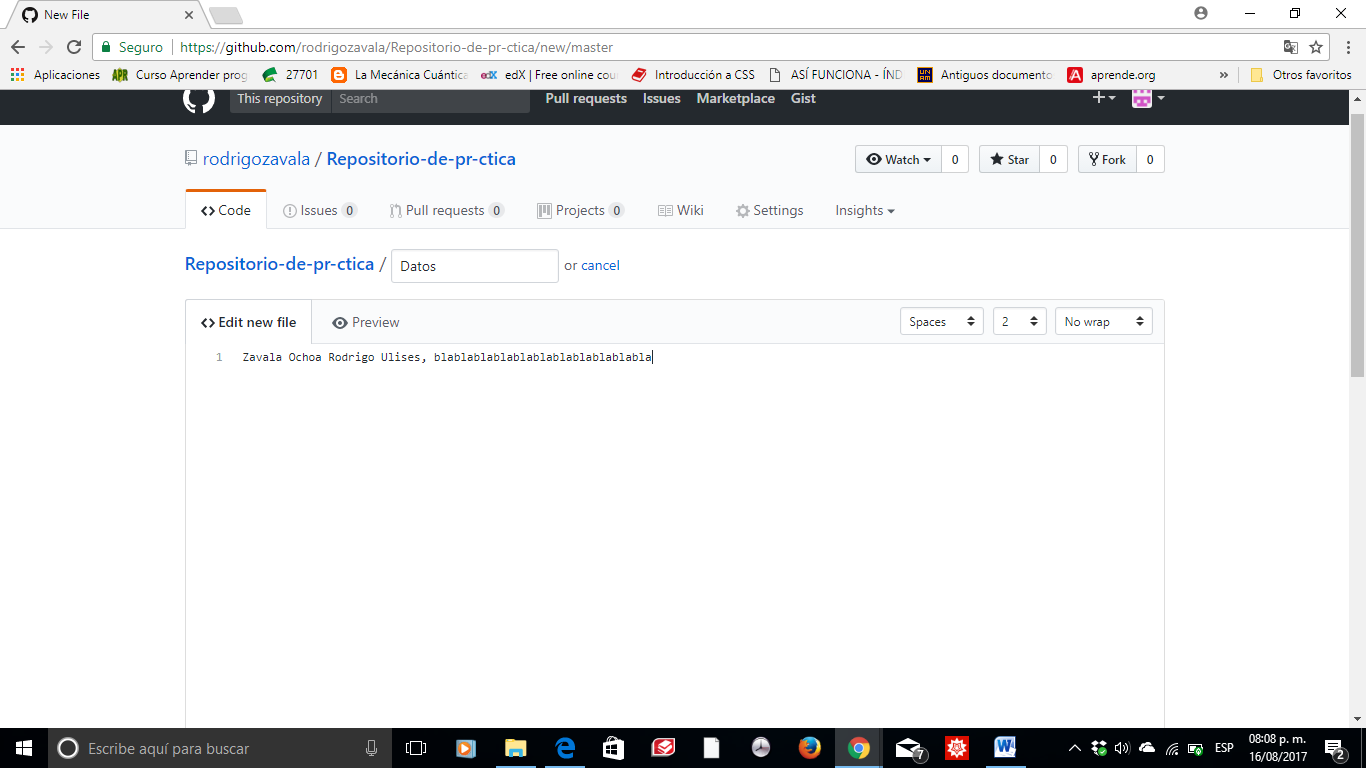 New File
Seguro https://github.com/rodrigozavala/Repositorio-de-pr-ctica/new/master
Aplicaciones APR Curso Aprender prog 27701 La Mecánica Cuántica edX | Free online cou Introducción a CSS ASÍ FUNCIONA - ÍND Antiguos documento aprende.org » Otros favoritos
This repository Search Pull requests Issues Marketplace Gist
rodrigozavala / Repositorio-de-pr-ctica Watch 0 Star 0 Fork 0
Code Issues 0 Pull requests 0 Projects 0 Wiki Settings Insights
Repositorio-de-pr-ctica / Datos or cancel
Edit new file Preview Spaces 2 No wrap
1 Zavala Ochoa Rodrigo Ulises, blablablablablablablablablablabla
Escribe aquí para buscar 7 ESP 08:08 p. m.
16/08/2017 2